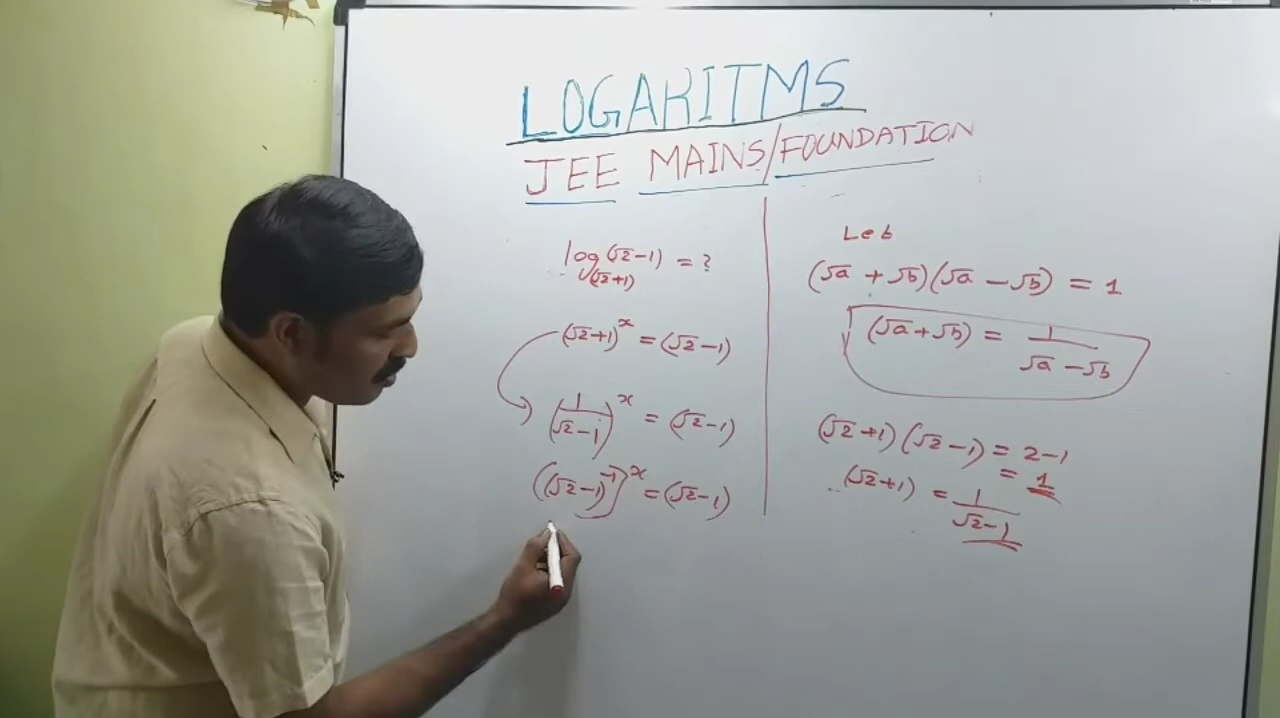 LOGARITMS
JEE MAINS/FOUNDATION
log(√2+1) (√2-1) = ?
(√2+1)^x = (√2-1)
(1/(√2-1))^x = (√2-1)
((√2-1)^-1)^x = (√2-1)
Let
(√a + √b)(√a - √b) = 1
(√a+√b) = 1/(√a-√b)
(√2+1)(√2-1) = 2-1
= 1
(√2+1) = 1/(√2-1)